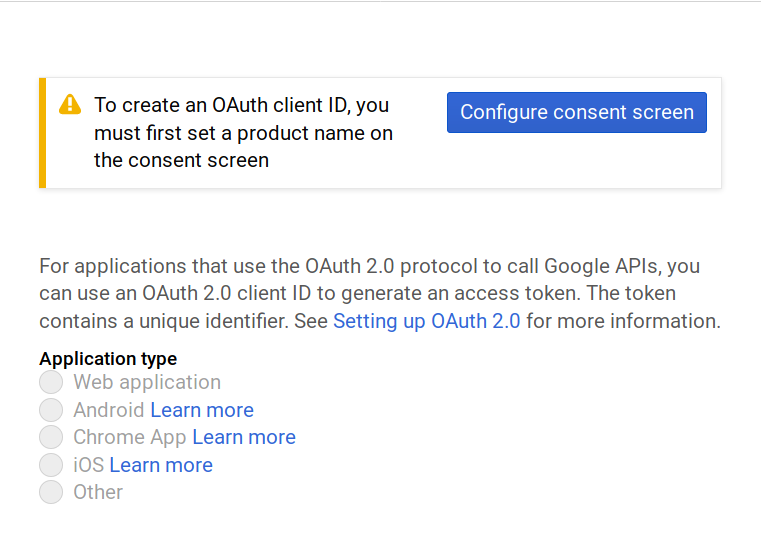 To create an OAuth client ID, you
must first set a product name on
the consent screen
Configure consent screen
For applications that use the OAuth 2.0 protocol to call Google APIs, you
can use an OAuth 2.0 client ID to generate an access token. The token
contains a unique identifier. See Setting up OAuth 2.0 for more information.
Application type
Web application
Android Learn more
Chrome App Learn more
iOS Learn more
Other